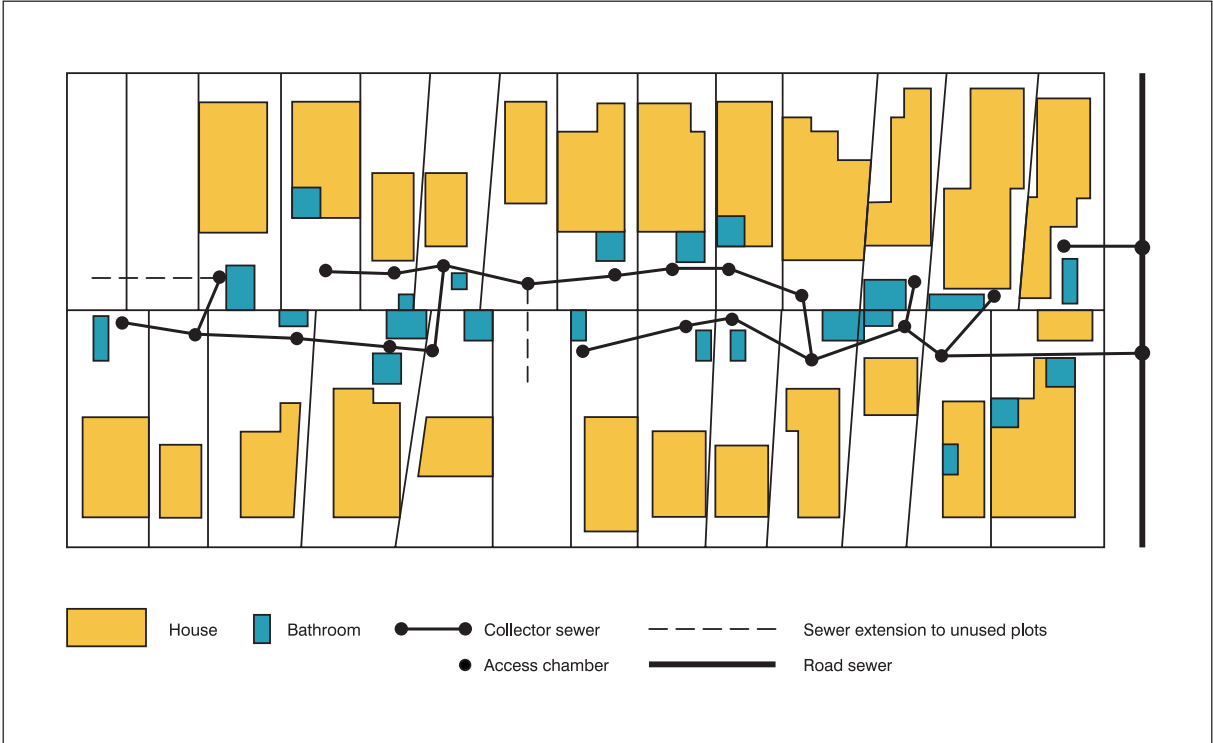 House
Bathroom
Collector sewer
Sewer extension to unused plots
Access chamber
Road sewer